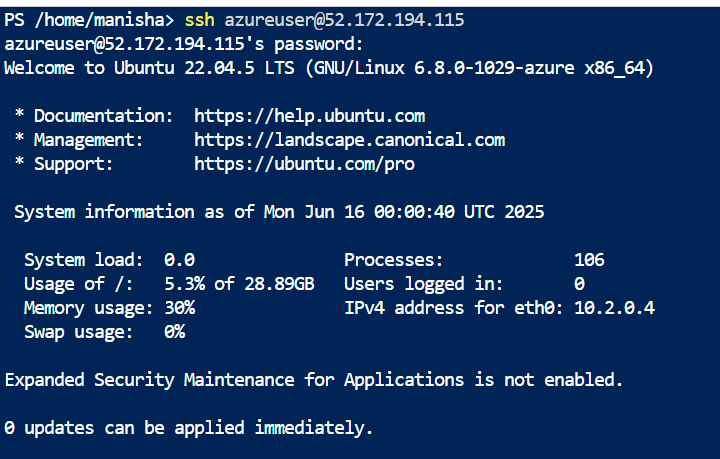 PS /home/manisha> ssh azureuser@52.172.194.115
azureuser@52.172.194.115's password:
Welcome to Ubuntu 22.04.5 LTS (GNU/Linux 6.8.0-1029-azure x86_64)
* Documentation:  https://help.ubuntu.com
* Management:     https://landscape.canonical.com
* Support:        https://ubuntu.com/pro
System information as of Mon Jun 16 00:00:40 UTC 2025
System load:  0.0               Processes:             106
Usage of /:   5.3% of 28.89GB   Users logged in:       0
Memory usage: 30%               IPv4 address for eth0: 10.2.0.4
Swap usage:   0%
Expanded Security Maintenance for Applications is not enabled.
0 updates can be applied immediately.